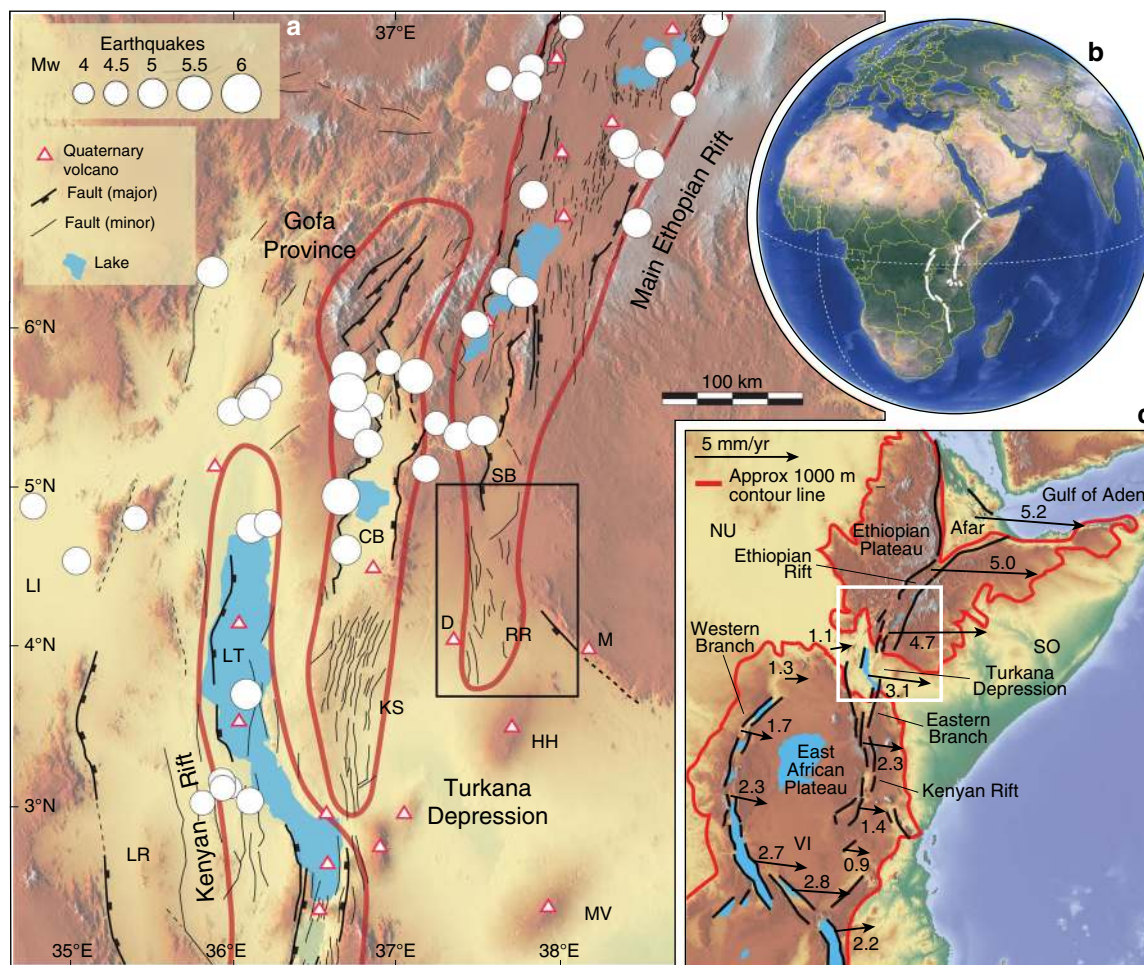 a
37°E
Earthquakes
Mw 4 4.5 5 5.5 6
Quaternary
volcano
Fault (major)
Fault (minor)
Lake
Gofa
Province
Main Ethopian Rift
6°N
5°N
4°N
3°N
100 km
SB
CB
LI
D
RR
M
LT
KS
HH
Kenyan Rift
Turkana
Depression
LR
MV
35°E
36°E
37°E
38°E
b
c
5 mm/yr
Approx 1000 m
contour line
Gulf of Aden
5.2
NU
Afar
Ethiopian
Plateau
Ethiopian
Rift
5.0
Western
Branch
1.1
4.7
SO
1.3
Turkana
Depression
3.1
1.7
Eastern
Branch
East
African
Plateau
2.3
2.3
Kenyan Rift
1.4
VI
0.9
2.7
2.8
2.2